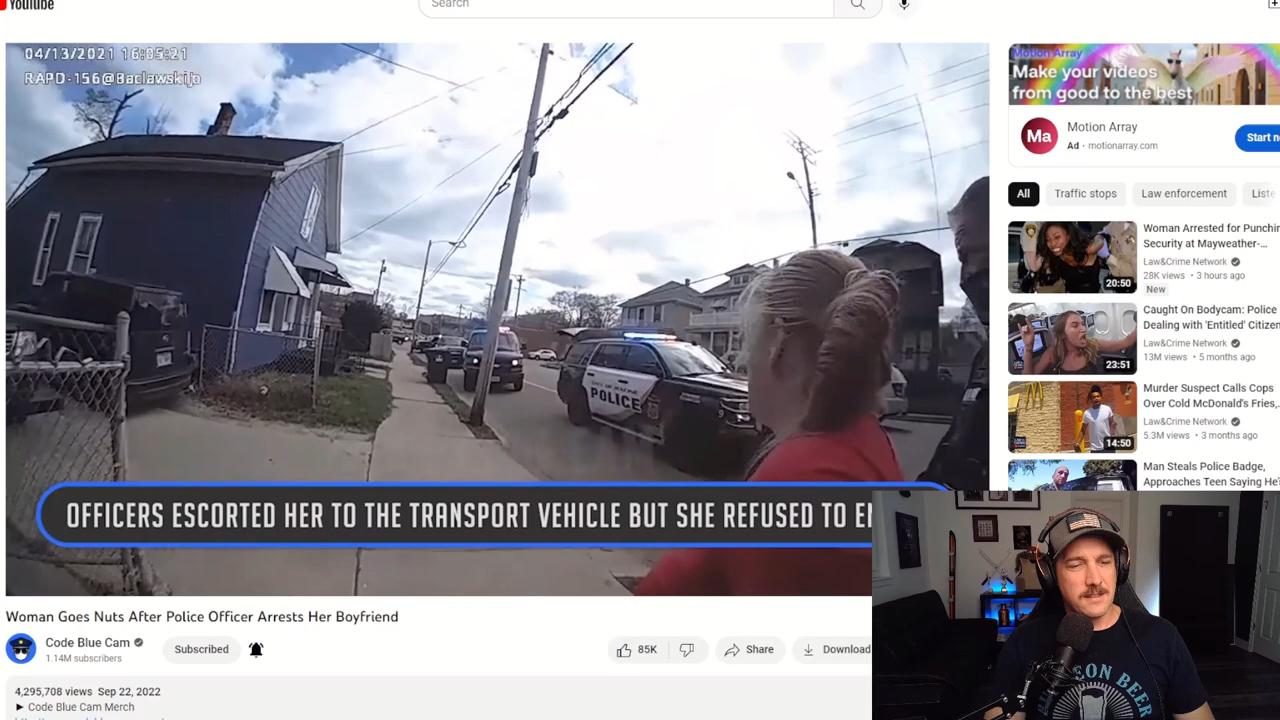 YouTube
Search
04/13/2021 16:05:21
RAPD-156@Baclawskijo
POLICE
OFFICERS ESCORTED HER TO THE TRANSPORT VEHICLE BUT SHE REFUSED TO EN
Woman Goes Nuts After Police Officer Arrests Her Boyfriend
Code Blue Cam
1.14M subscribers
Subscribed
85K
Share
Download
4,295,708 views Sep 22, 2022
► Code Blue Cam Merch
Motion Array
Make your videos
from good to the best
Ma
Motion Array
Ad · motionarray.com
Start n
All
Traffic stops
Law enforcement
Liste
Woman Arrested for Punchin
Security at Mayweather-...
Law&Crime Network
28K views • 3 hours ago
New
20:50
Caught On Bodycam: Police
Dealing with 'Entitled' Citizen
Law&Crime Network
13M views • 5 months ago
23:51
Murder Suspect Calls Cops
Over Cold McDonald's Fries,
Law&Crime Network
5.3M views • 3 months ago
14:50
Man Steals Police Badge,
Approaches Teen Saying He'
ON BEER